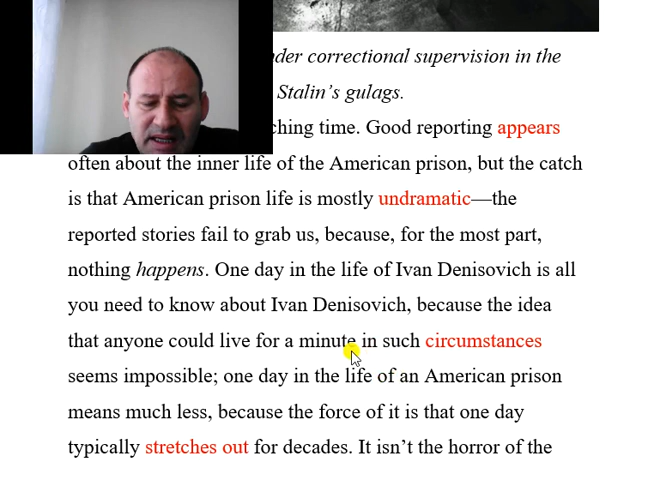 nder correctional supervision in the
Stalin’s gulags.
ching time. Good reporting appears
often about the inner life of the American prison, but the catch
is that American prison life is mostly undramatic—the
reported stories fail to grab us, because, for the most part,
nothing happens. One day in the life of Ivan Denisovich is all
you need to know about Ivan Denisovich, because the idea
that anyone could live for a minute in such circumstances
seems impossible; one day in the life of an American prison
means much less, because the force of it is that one day
typically stretches out for decades. It isn’t the horror of the